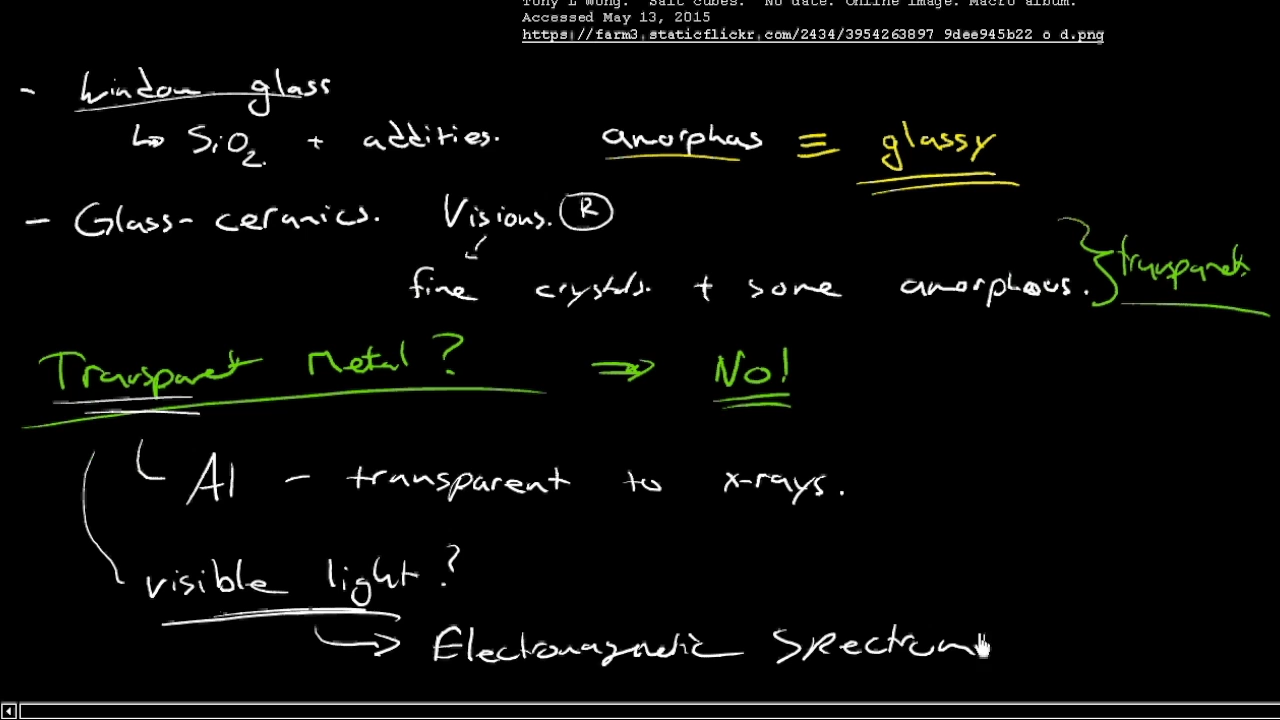 Tony L Wong. "Salt cubes." No date. Online image. Macro album.
Accessed May 13, 2015
https://farm3.staticflickr.com/2434/3954263897_9dee945b22_o_d.png
- Window glass
↳ SiO2 + addities. amorphas ≡ glassy
- Glass-ceramics. Visions. ®
fine crystals. + some amorphous. } transparent
Transparent Metal? ⇒ No!
Al - transparent to x-rays.
visible light?
→ Electromagnetic Spectrum